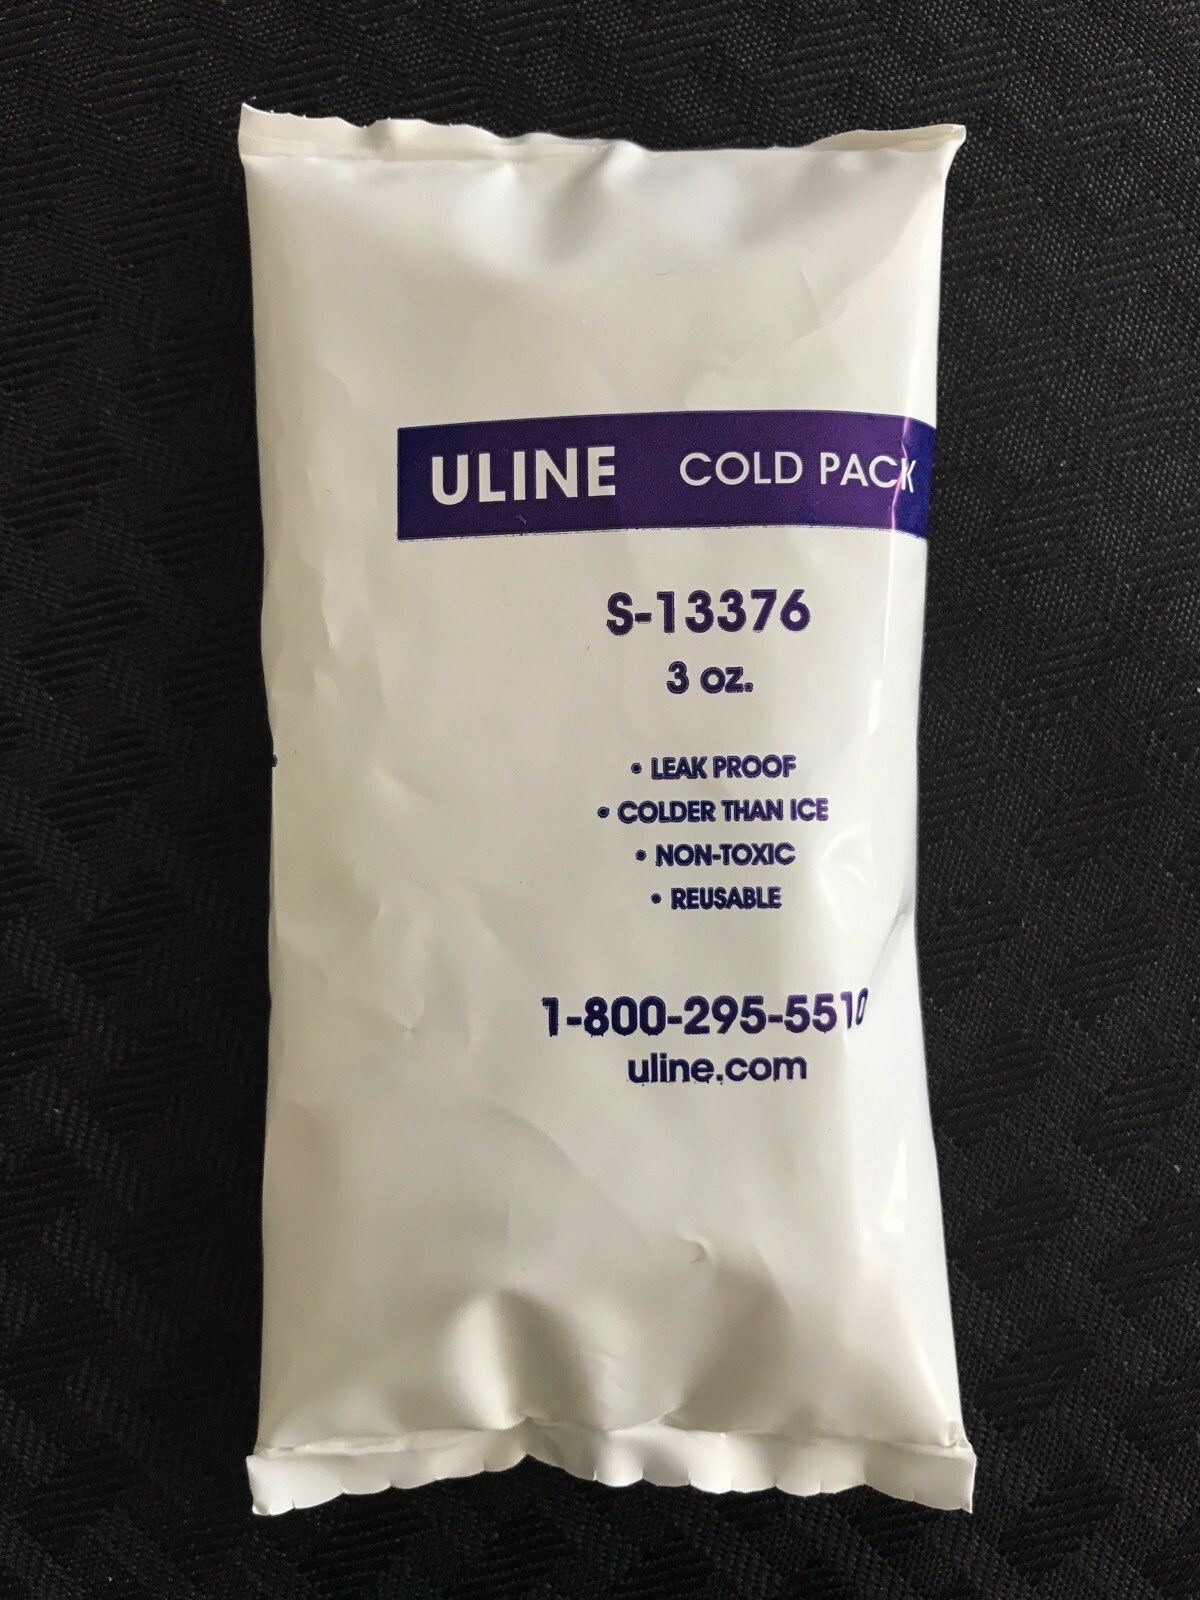 ULINE COLD PACK
S-13376
3 oz.
• LEAK PROOF
• COLDER THAN ICE
• NON-TOXIC
• REUSABLE
1-800-295-5510
uline.com